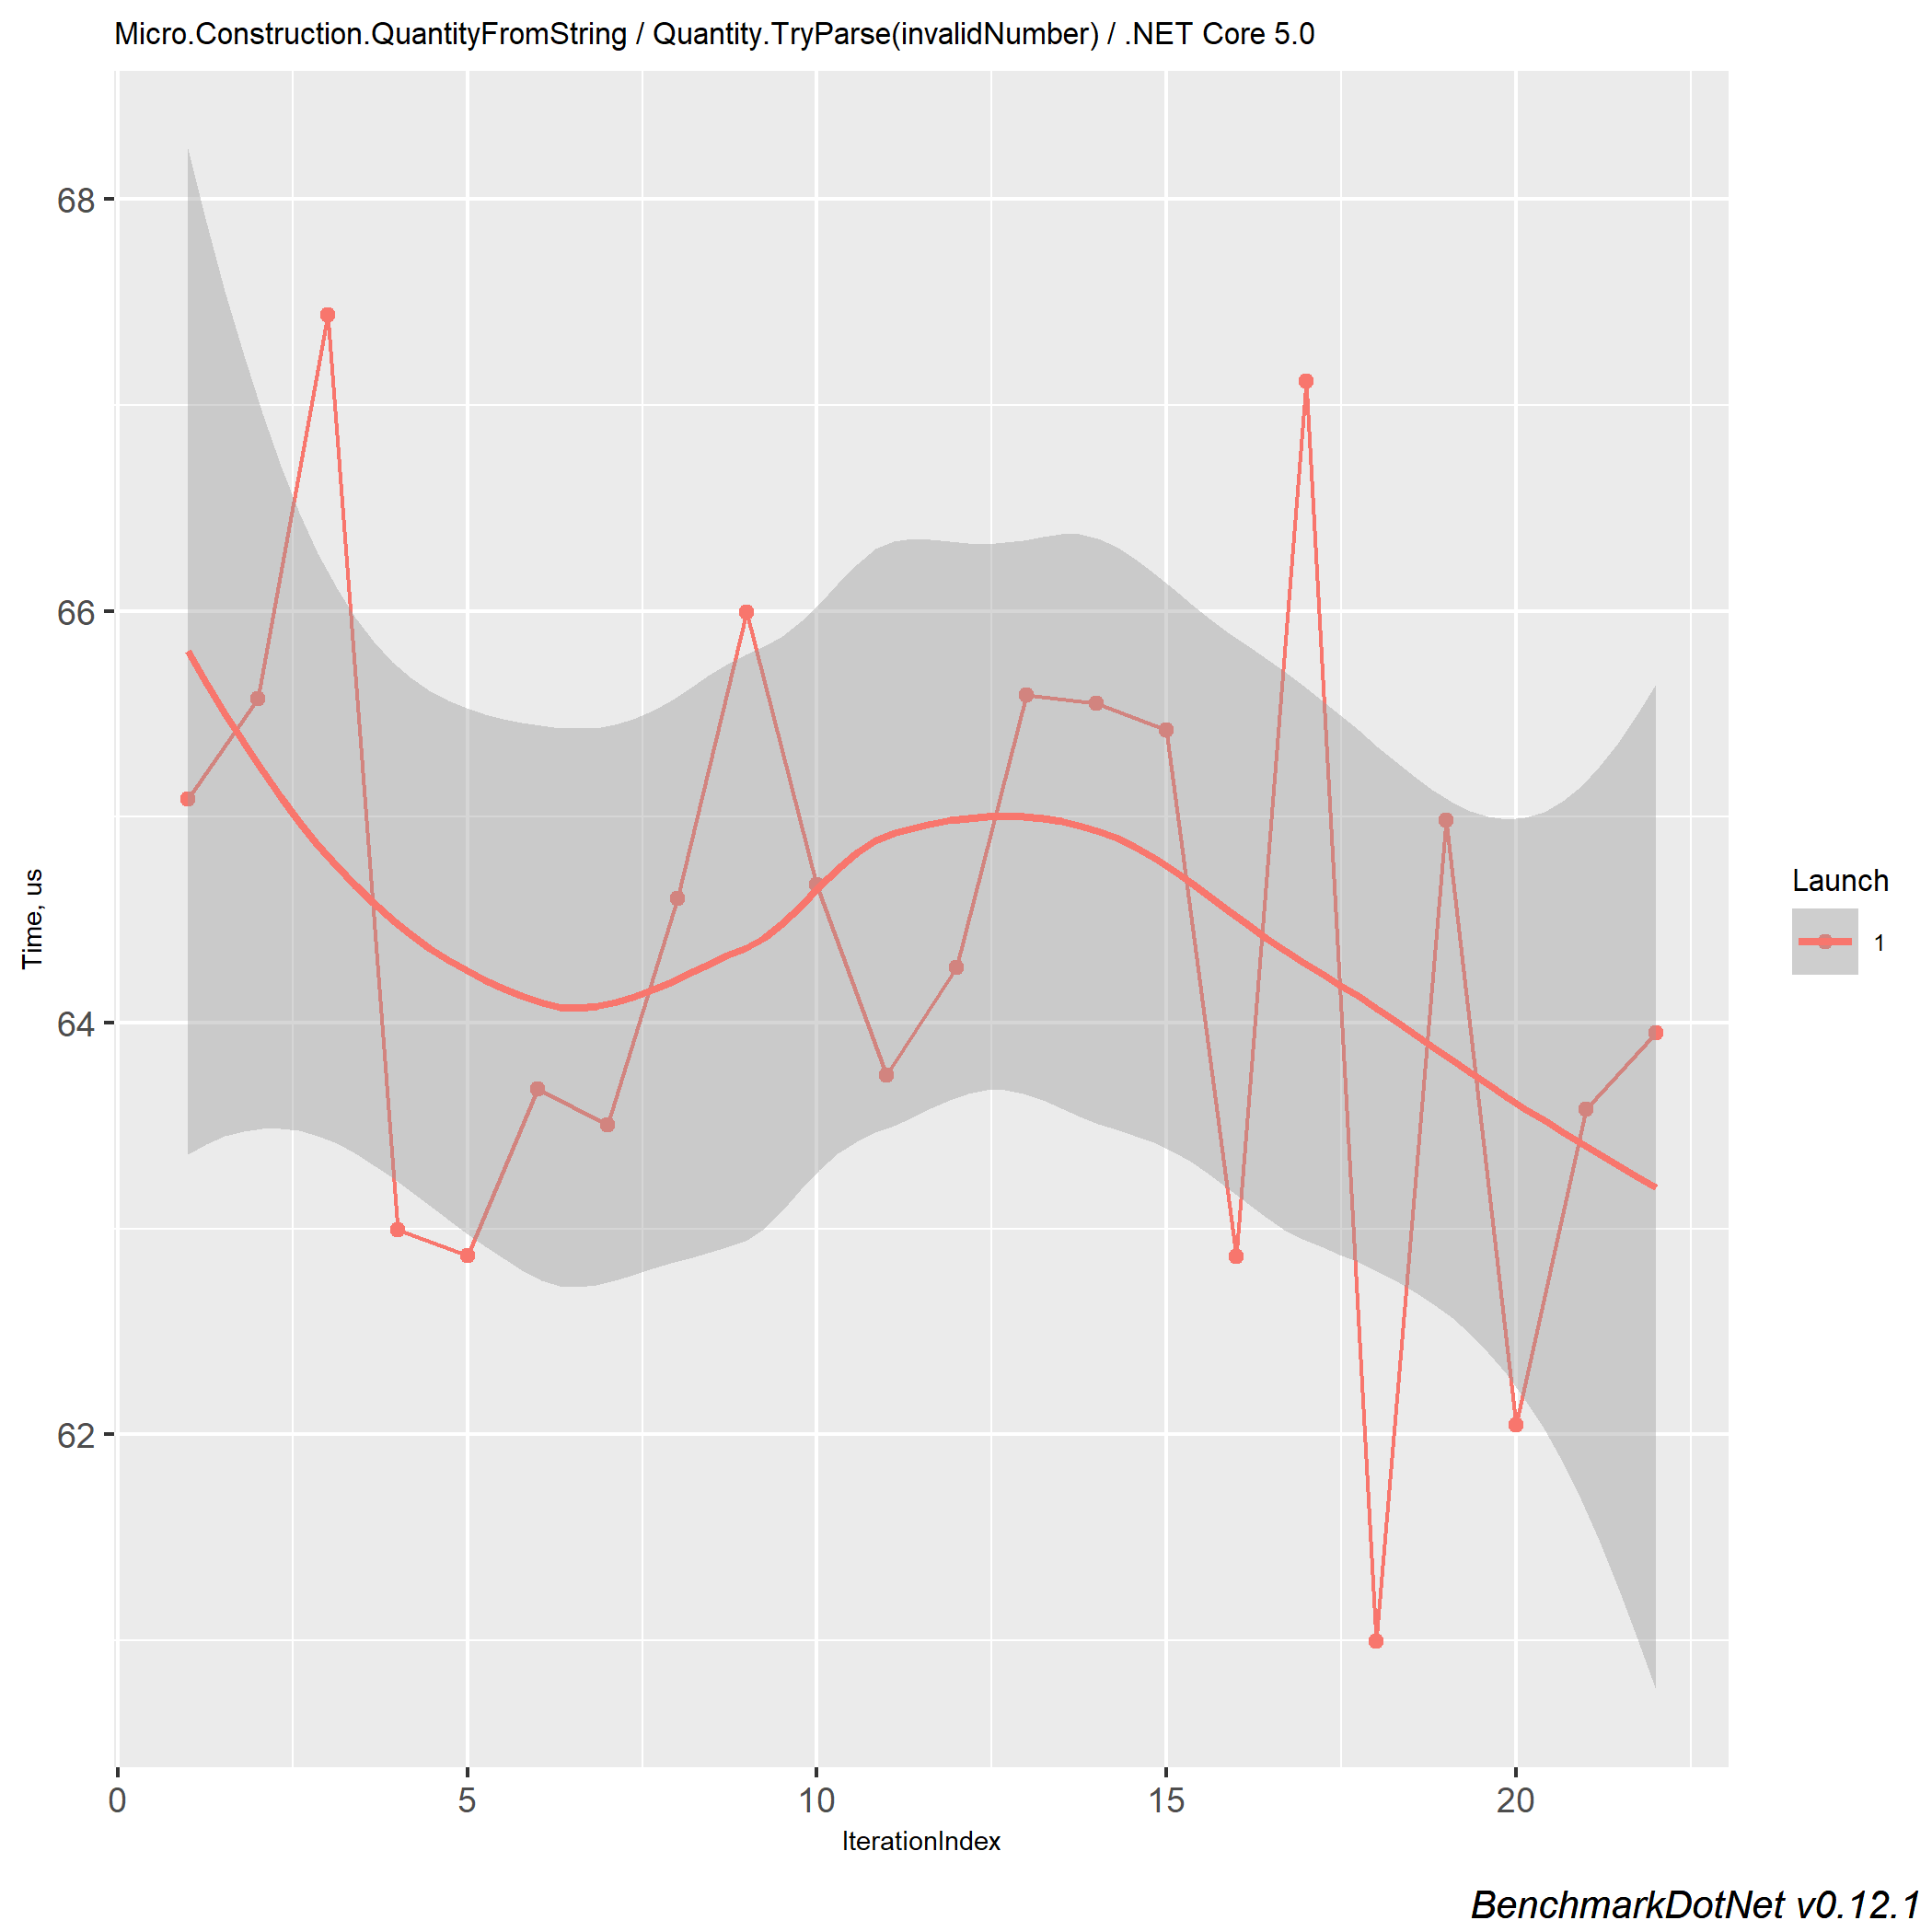 Micro.Construction.QuantityFromString / Quantity.TryParse(invalidNumber) / .NET Core 5.0
68
66
64
62
Time, us
0 5 10 15 20
IterationIndex
Launch
1
BenchmarkDotNet v0.12.1